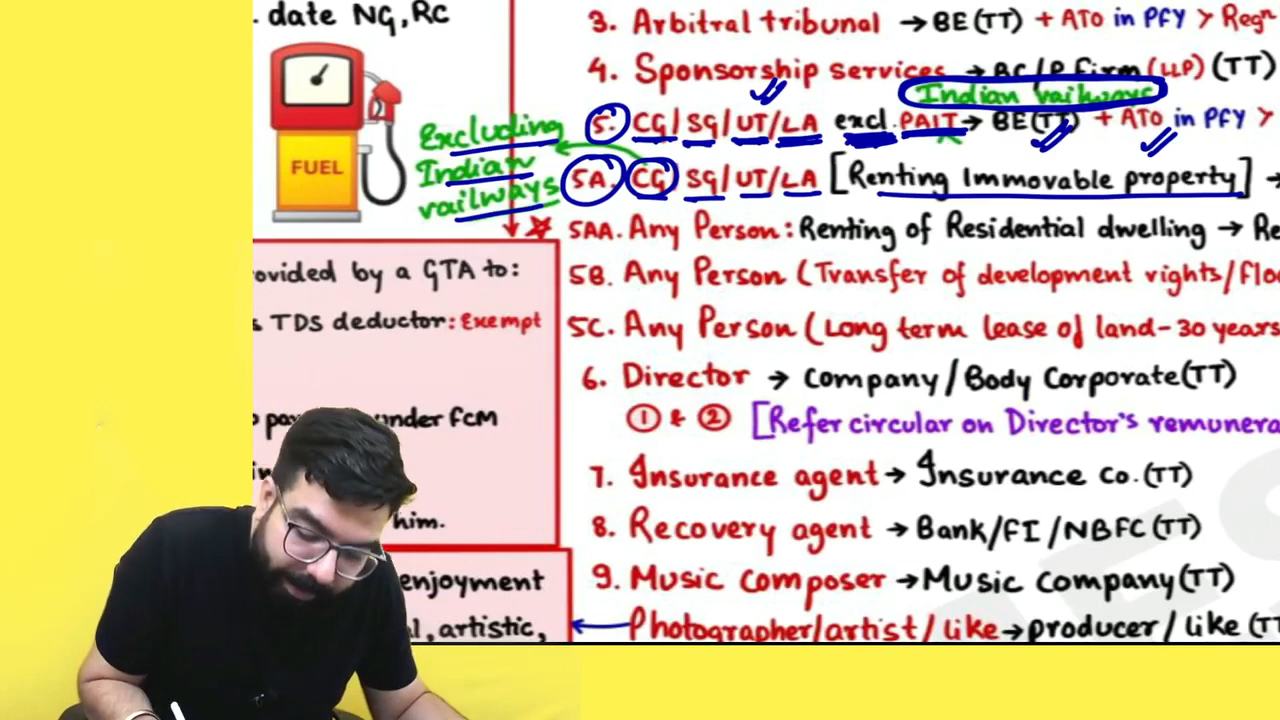 . date NG, RC
FUEL
Excluding
Indian
railways
ovided by a GTA to:
s TDS deductor: Exempt
under FCM
him.
enjoyment
artistic,
3. Arbitral tribunal → BE (TT) + ATO in PFY > Regn
4. Sponsorship services → BC/P firm (LLP) (TT)
Indian railways
5. CG/ SG/ UT/ LA excl. PAIT → BE (TT) + ATO in PFY >
5A. CG/ SG/ UT/ LA [Renting Immovable property] →
5AA. Any Person: Renting of Residential dwelling → Re
5B. Any Person (Transfer of development rights/flo
5C. Any Person (Long term lease of land - 30 years
6. Director → Company/Body Corporate (TT)
① & ② [Refer circular on Director's remunera
7. Insurance agent → Insurance Co. (TT)
8. Recovery agent → Bank/FI/NBFC (TT)
9. Music Composer → Music Company (TT)
Photographer/artist/like → producer/like (T